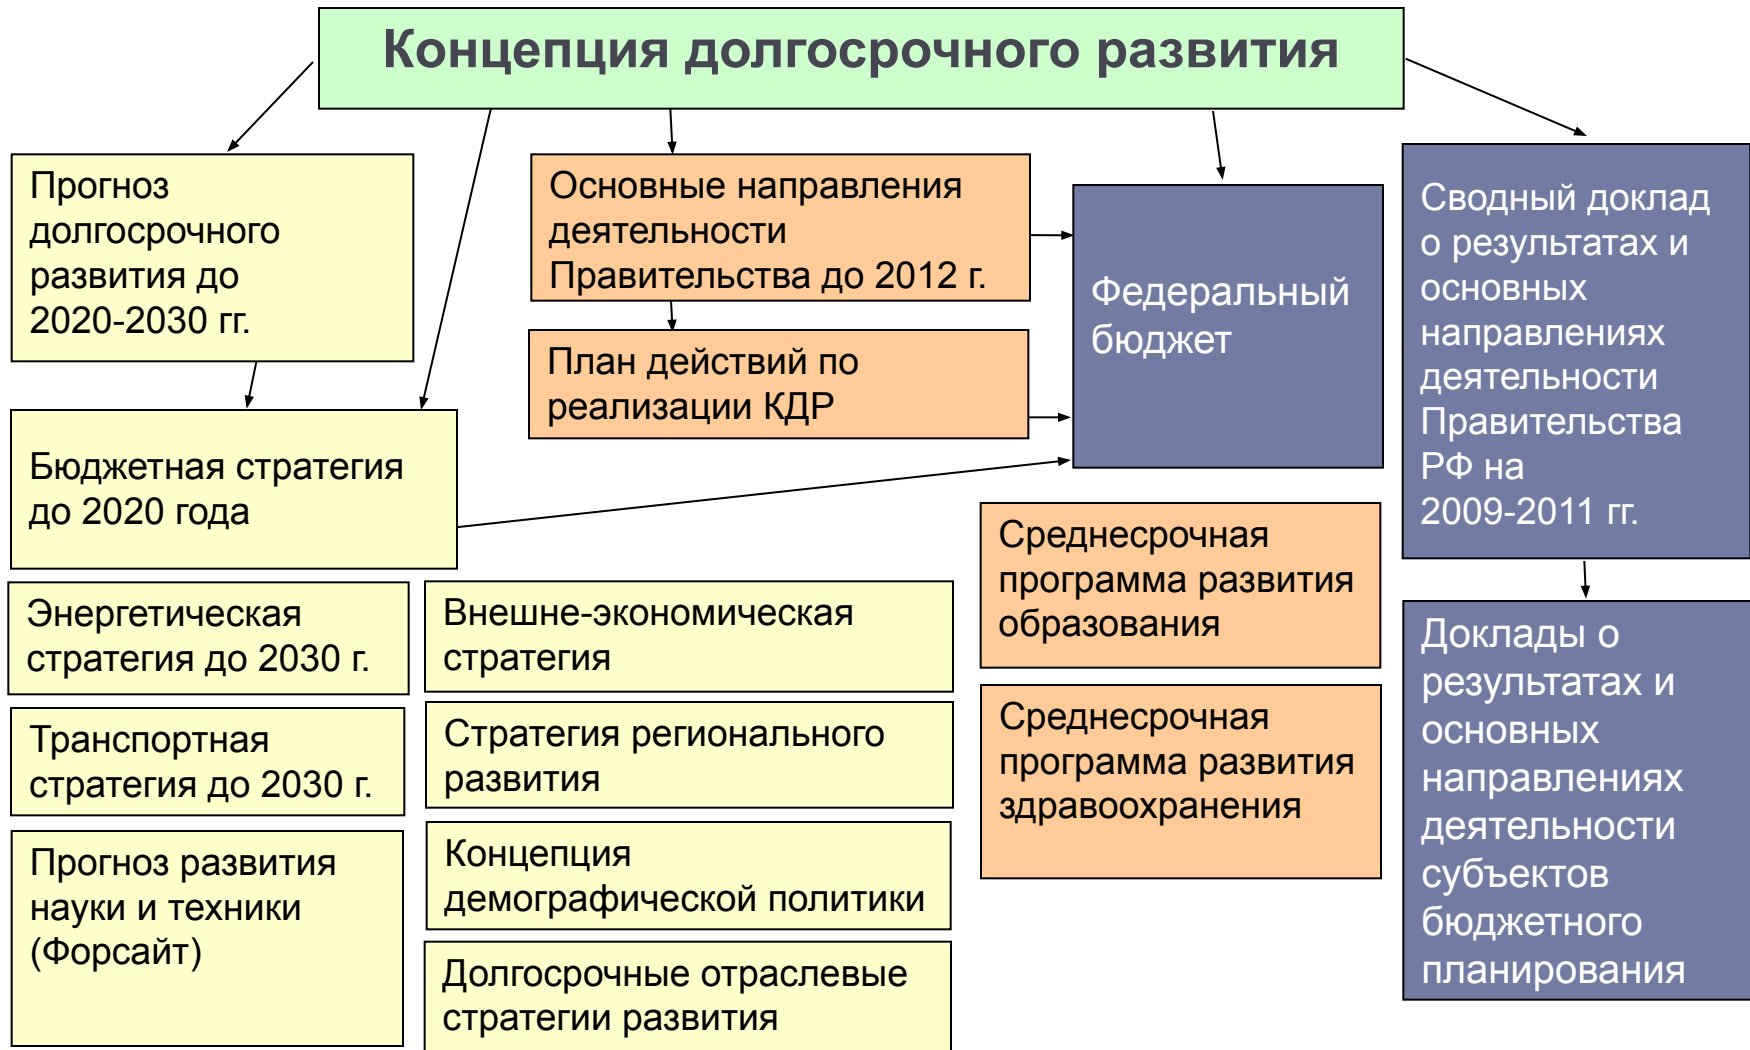 Концепция долгосрочного развития
Прогноз
долгосрочного
развития до
2020-2030 гг.
Основные направления
деятельности
Правительства до 2012 г.
План действий по
реализации КДР
Федеральный
бюджет
Сводный доклад
о результатах и
основных
направлениях
деятельности
Правительства
РФ на
2009-2011 гг.
Бюджетная стратегия
до 2020 года
Энергетическая
стратегия до 2030 г.
Транспортная
стратегия до 2030 г.
Прогноз развития
науки и техники
(Форсайт)
Внешне-экономическая
стратегия
Стратегия регионального
развития
Концепция
демографической политики
Долгосрочные отраслевые
стратегии развития
Среднесрочная
программа развития
образования
Среднесрочная
программа развития
здравоохранения
Доклады о
результатах и
основных
направлениях
деятельности
субъектов
бюджетного
планирования